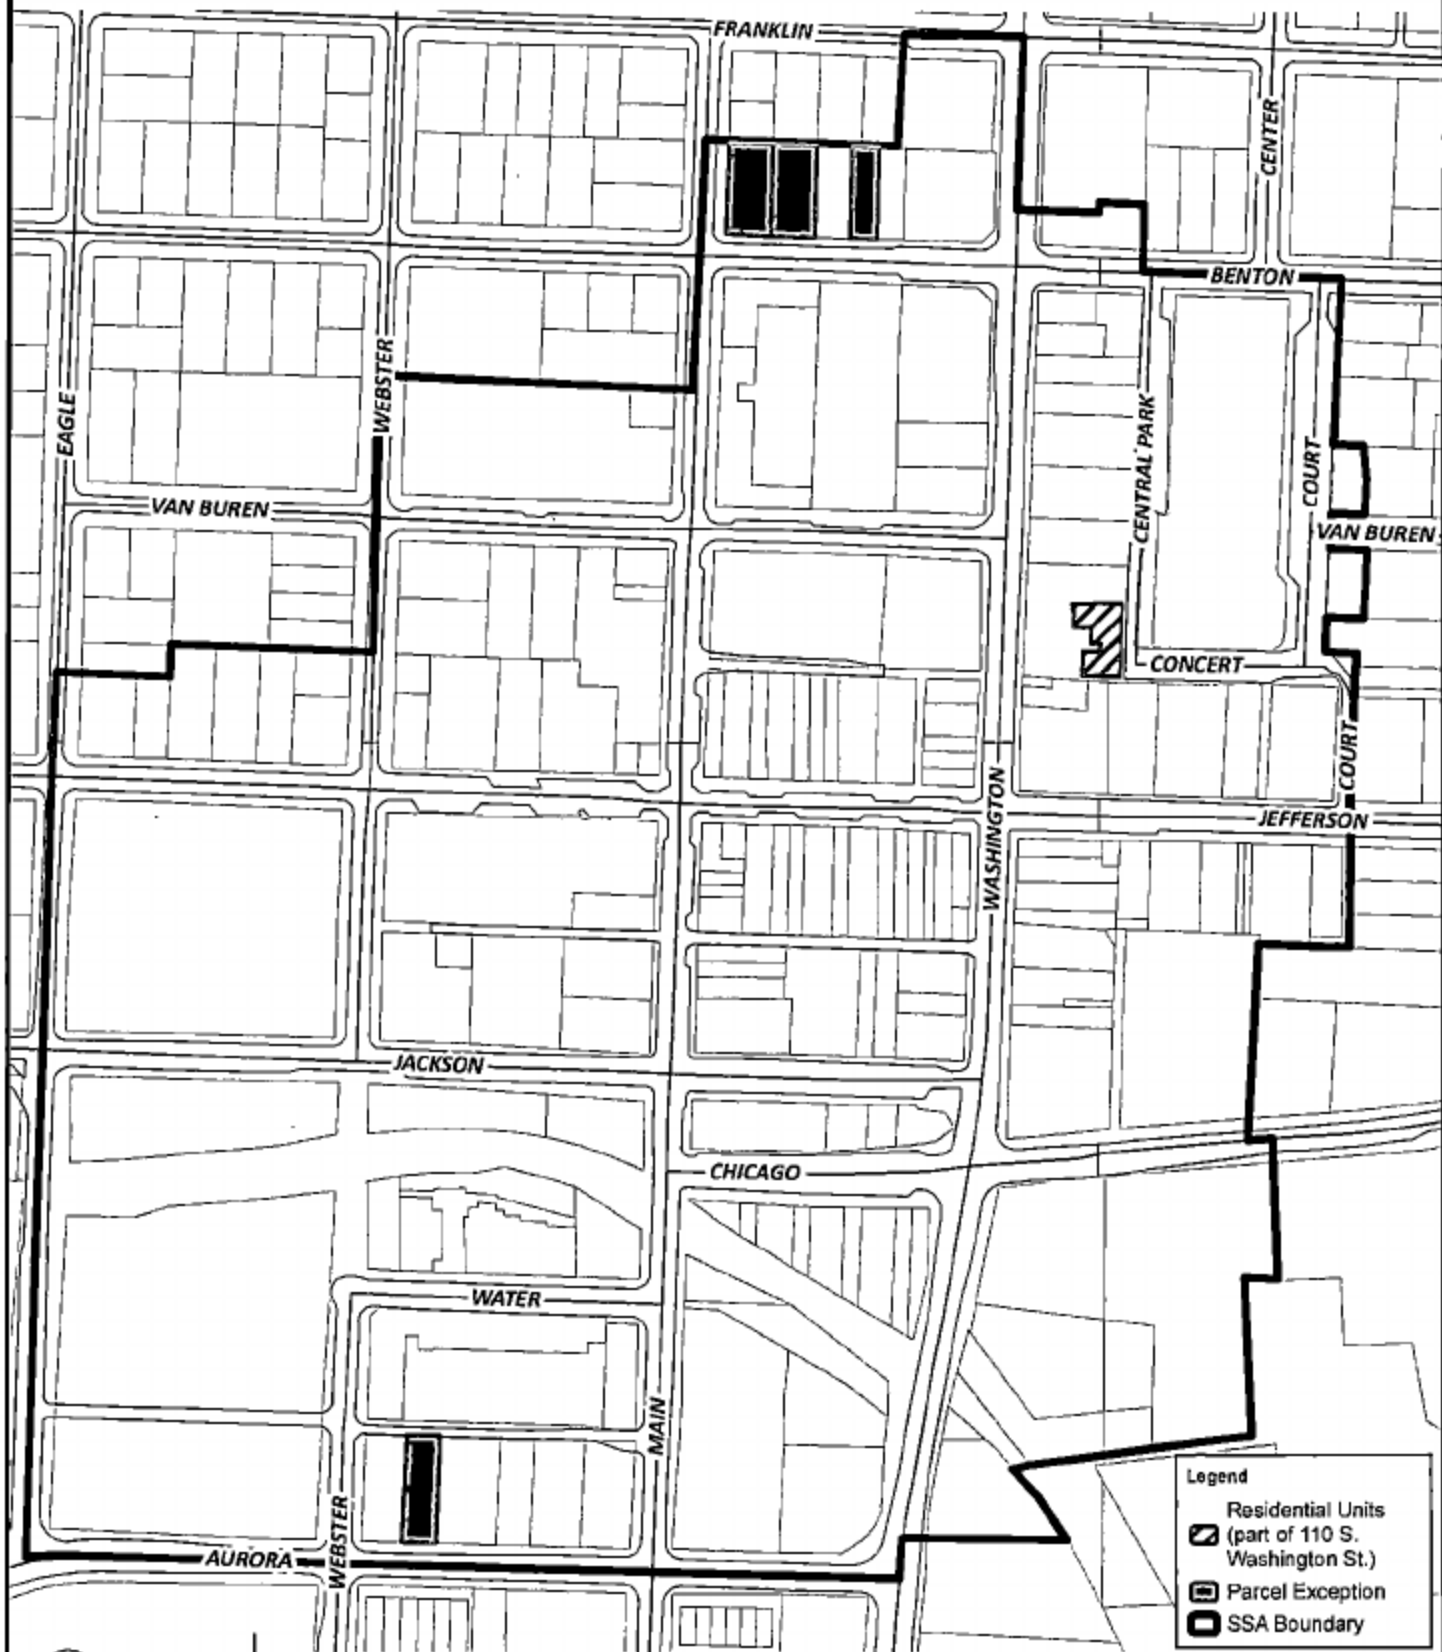 FRANKLIN
CENTER
BENTON
WEBSTER
EAGLE
CENTRAL PARK
COURT
VAN BUREN
VAN BUREN
CONCERT
COURT
WASHINGTON
JEFFERSON
JACKSON
CHICAGO
WATER
MAIN
WEBSTER
AURORA
Legend
Residential Units
(part of 110 S.
Washington St.)
Parcel Exception
SSA Boundary